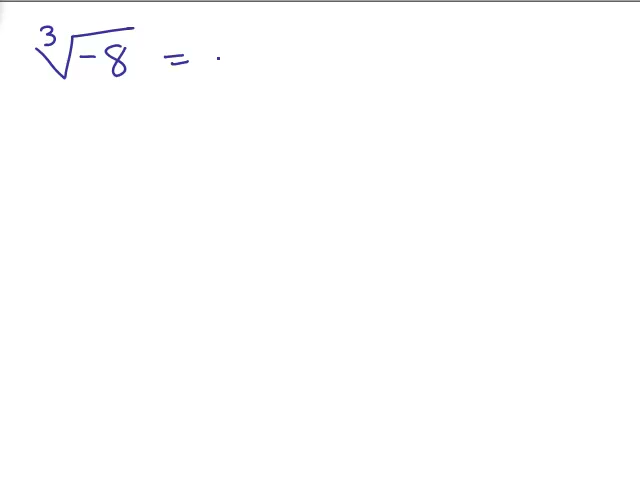 ∛-8 = .